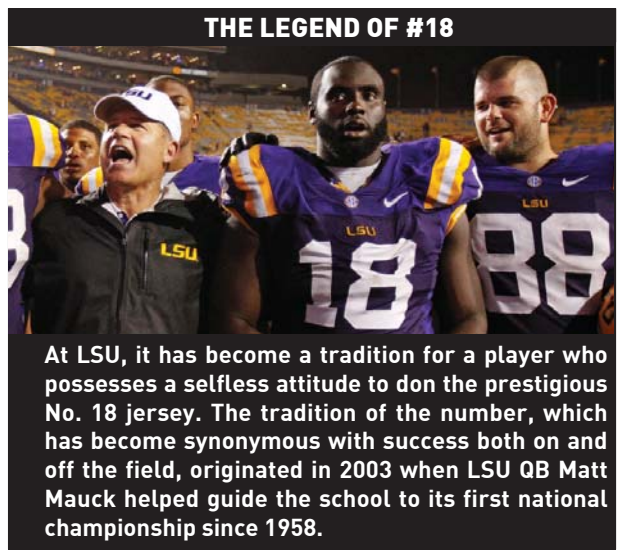 THE LEGEND OF #18
LSU
LSU
LSU
18
LSU
88
At LSU, it has become a tradition for a player who
possesses a selfless attitude to don the prestigious
No. 18 jersey. The tradition of the number, which
has become synonymous with success both on and
off the field, originated in 2003 when LSU QB Matt
Mauck helped guide the school to its first national
championship since 1958.